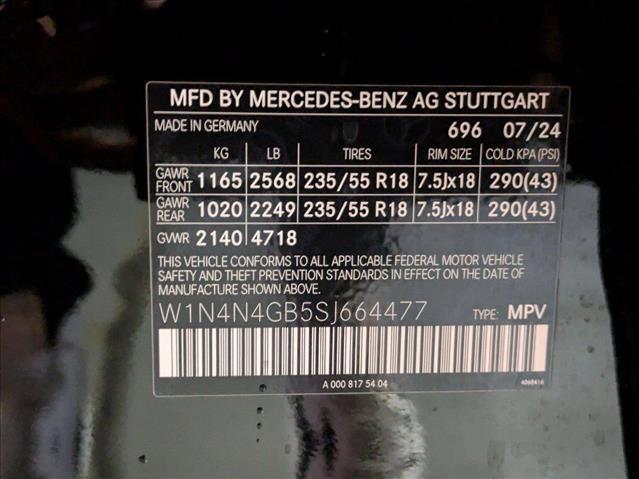 MFD BY MERCEDES-BENZ AG STUTTGART
MADE IN GERMANY 696 07/24
KG LB TIRES RIM SIZE COLD KPA (PSI)
GAWR FRONT 1165 2568 235/55 R18 7.5Jx18 290(43)
GAWR REAR 1020 2249 235/55 R18 7.5Jx18 290(43)
GVWR 2140 4718
THIS VEHICLE CONFORMS TO ALL APPLICABLE FEDERAL MOTOR VEHICLE
SAFETY AND THEFT PREVENTION STANDARDS IN EFFECT ON THE DATE OF
MANUFACTURE SHOWN ABOVE.
W1N4N4GB5SJ664477 TYPE: MPV
A 000 817 54 04